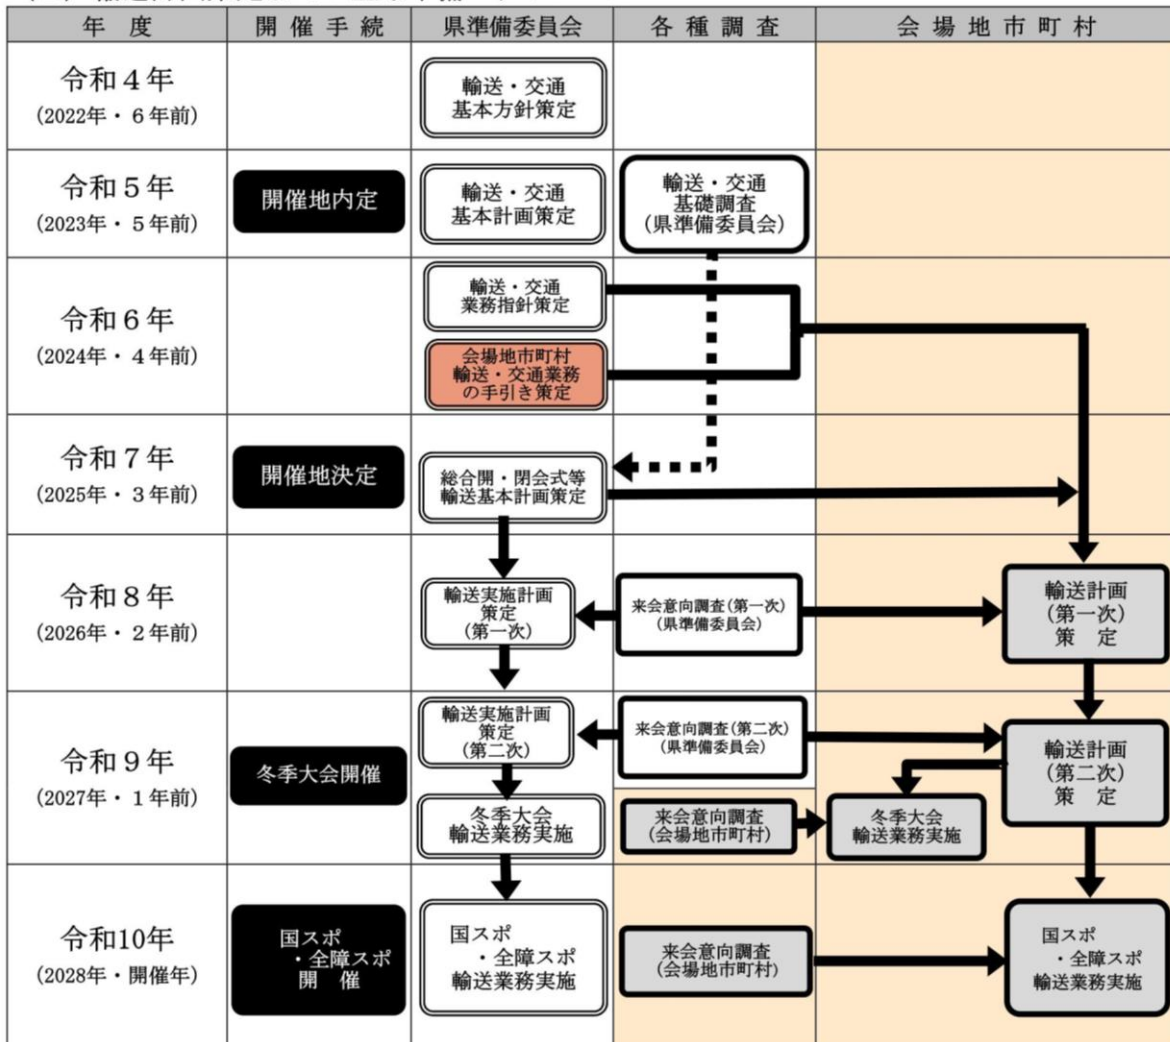 年 度
開 催 手 続
県準備委員会
各 種 調 査
会 場 地 市 町 村
令和４年
(2022年・６年前)
輸送・交通
基本方針策定
令和５年
(2023年・５年前)
開催地内定
輸送・交通
基本計画策定
輸送・交通
基礎調査
(県準備委員会)
令和６年
(2024年・４年前)
輸送・交通
業務指針策定
会場地市町村
輸送・交通業務
の手引き策定
令和７年
(2025年・３年前)
開催地決定
総合開・閉会式等
輸送基本計画策定
令和８年
(2026年・２年前)
輸送実施計画
策定
(第一次)
来会意向調査(第一次)
(県準備委員会)
輸送計画
(第一次)
策 定
令和９年
(2027年・１年前)
冬季大会開催
輸送実施計画
策定
(第二次)
来会意向調査(第二次)
(県準備委員会)
輸送計画
(第二次)
策 定
冬季大会
輸送業務実施
来会意向調査
(会場地市町村)
冬季大会
輸送業務実施
令和10年
(2028年・開催年)
国スポ
・全障スポ
開 催
国スポ
・全障スポ
輸送業務実施
来会意向調査
(会場地市町村)
国スポ
・全障スポ
輸送業務実施